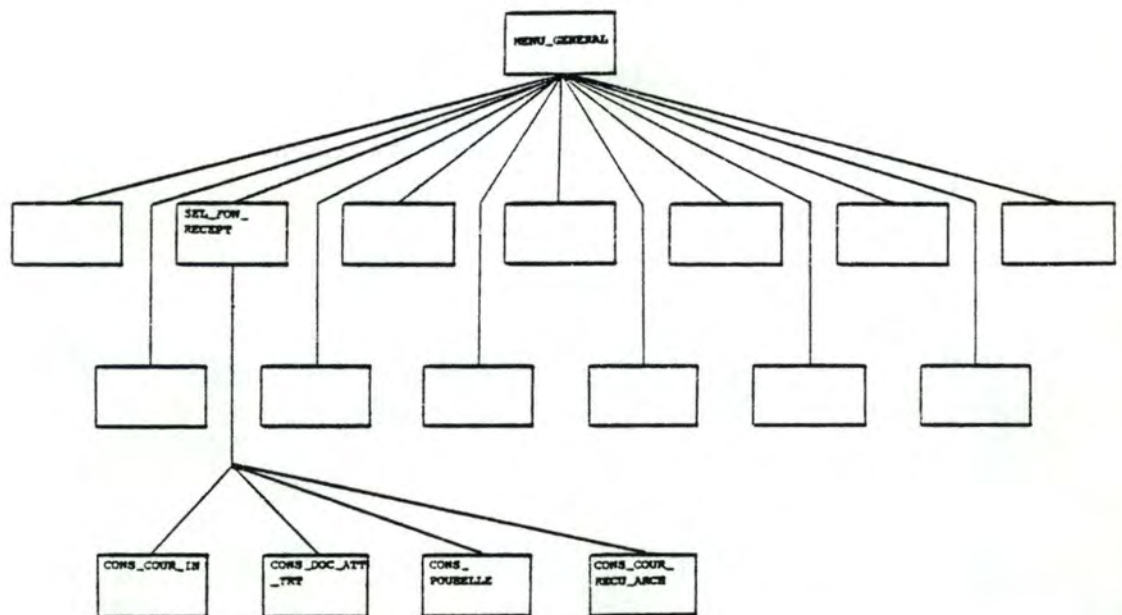 MENU_GENERAL
SEL_FON_
RECEPT
CONS_COUR_IN
CONS_DOC_ATT
_TRT
CONS_
POUBELLE
CONS_COUR_
RECU_ARCH